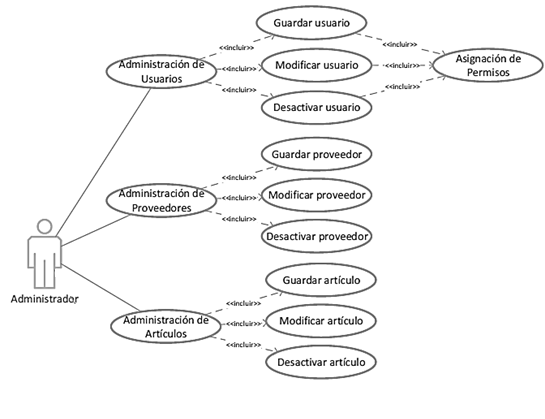 Guardar usuario
<<incluir>>
<<incluir>>
Administración de
Usuarios
<<incluir>>
Modificar usuario
<<incluir>>
Asignación de
Permisos
<<incluir>>
<<incluir>>
Desactivar usuario
Guardar proveedor
<<incluir>>
Administración de
Proveedores
<<incluir>>
Modificar proveedor
<<incluir>>
Desactivar proveedor
Administrador
Guardar artículo
<<incluir>>
Administración de
Artículos
<<incluir>>
Modificar artículo
<<incluir>>
Desactivar artículo